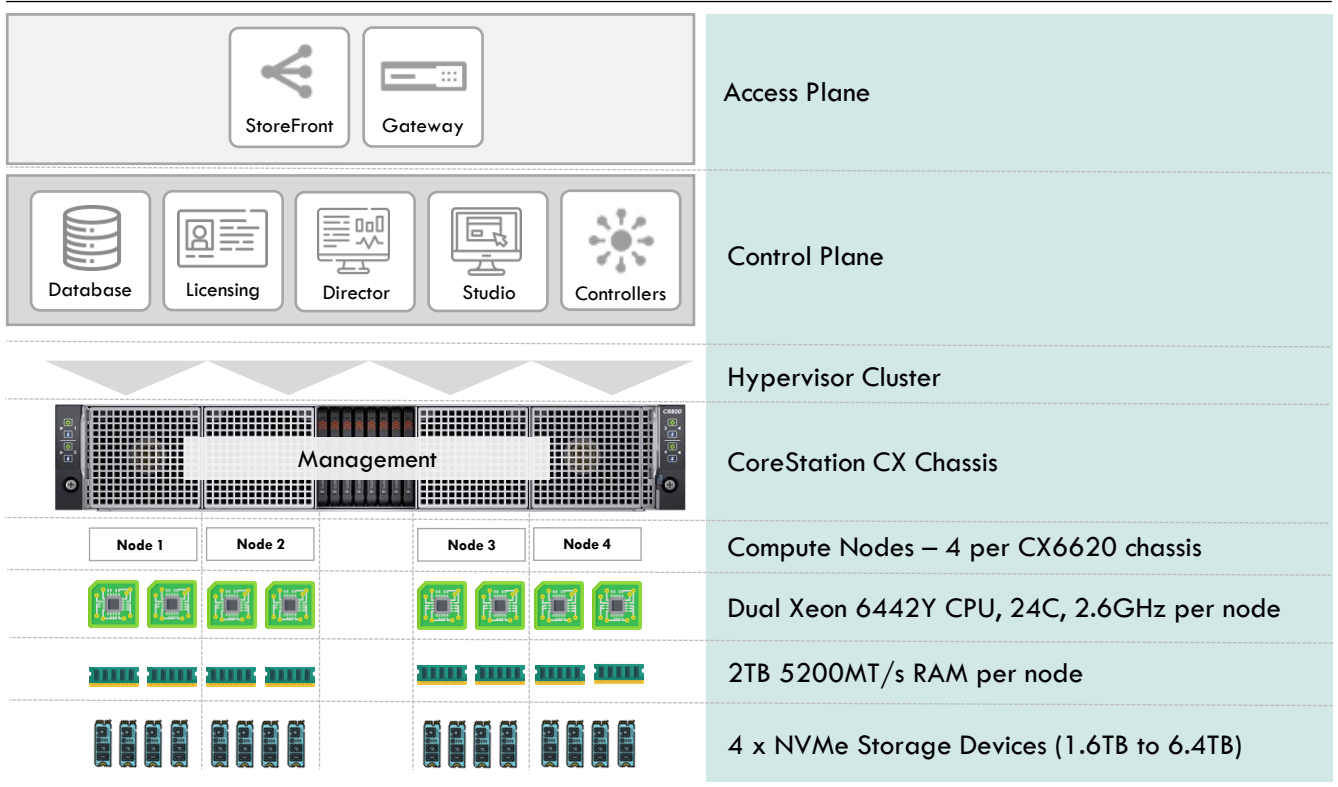 StoreFront
Gateway
Access Plane
Database
Licensing
Director
Studio
Controllers
Control Plane
Hypervisor Cluster
C6600
Management
CoreStation CX Chassis
Node 1
Node 2
Node 3
Node 4
Compute Nodes – 4 per CX6620 chassis
Dual Xeon 6442Y CPU, 24C, 2.6GHz per node
2TB 5200MT/s RAM per node
4 x NVMe Storage Devices (1.6TB to 6.4TB)